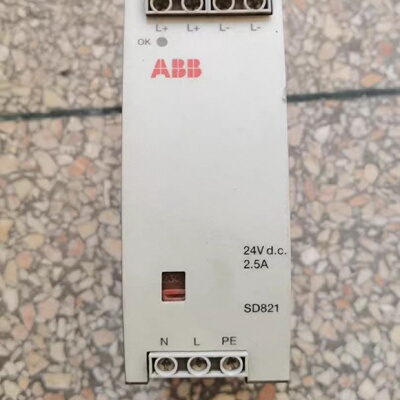 L+ L+ L- L-
OK
ABB
24V d.c.
2.5A
SD821
N L PE